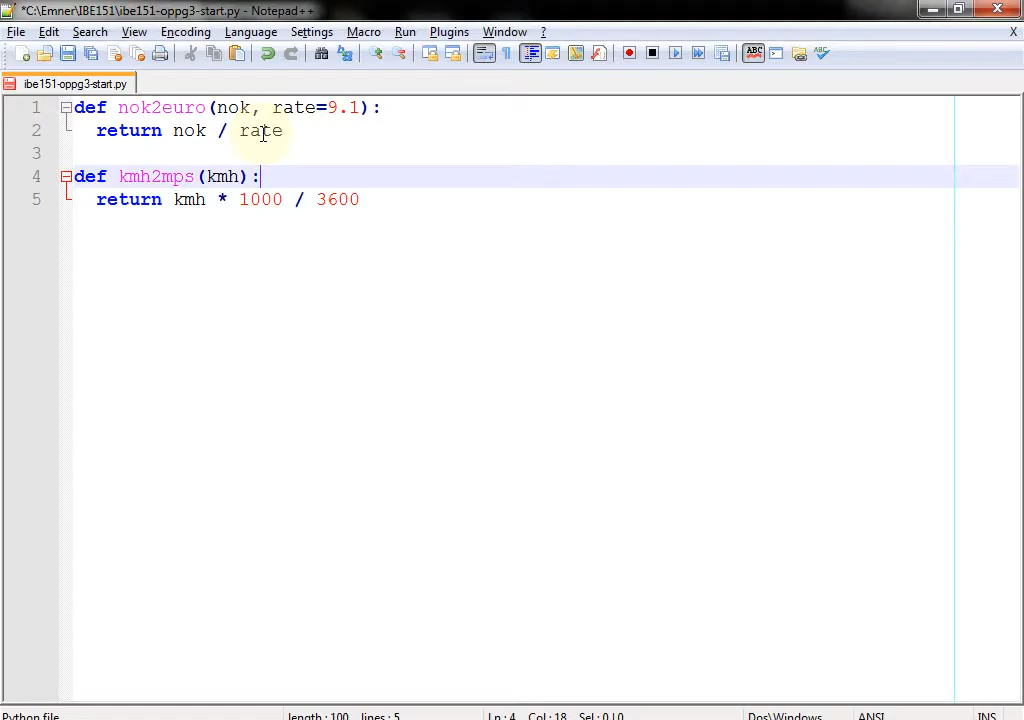 *C:\Emner\IBE151\ibe151-oppg3-start.py - Notepad++
File Edit Search View Encoding Language Settings Macro Run Plugins Window ? X
ibe151-oppg3-start.py
1 def nok2euro(nok, rate=9.1):
2   return nok / rate
3
4 def kmh2mps(kmh):
5   return kmh * 1000 / 3600
Python file length : 100 lines : 5 Ln : 4 Col : 18 Sel : 0 | 0 Dos\Windows ANSI INS